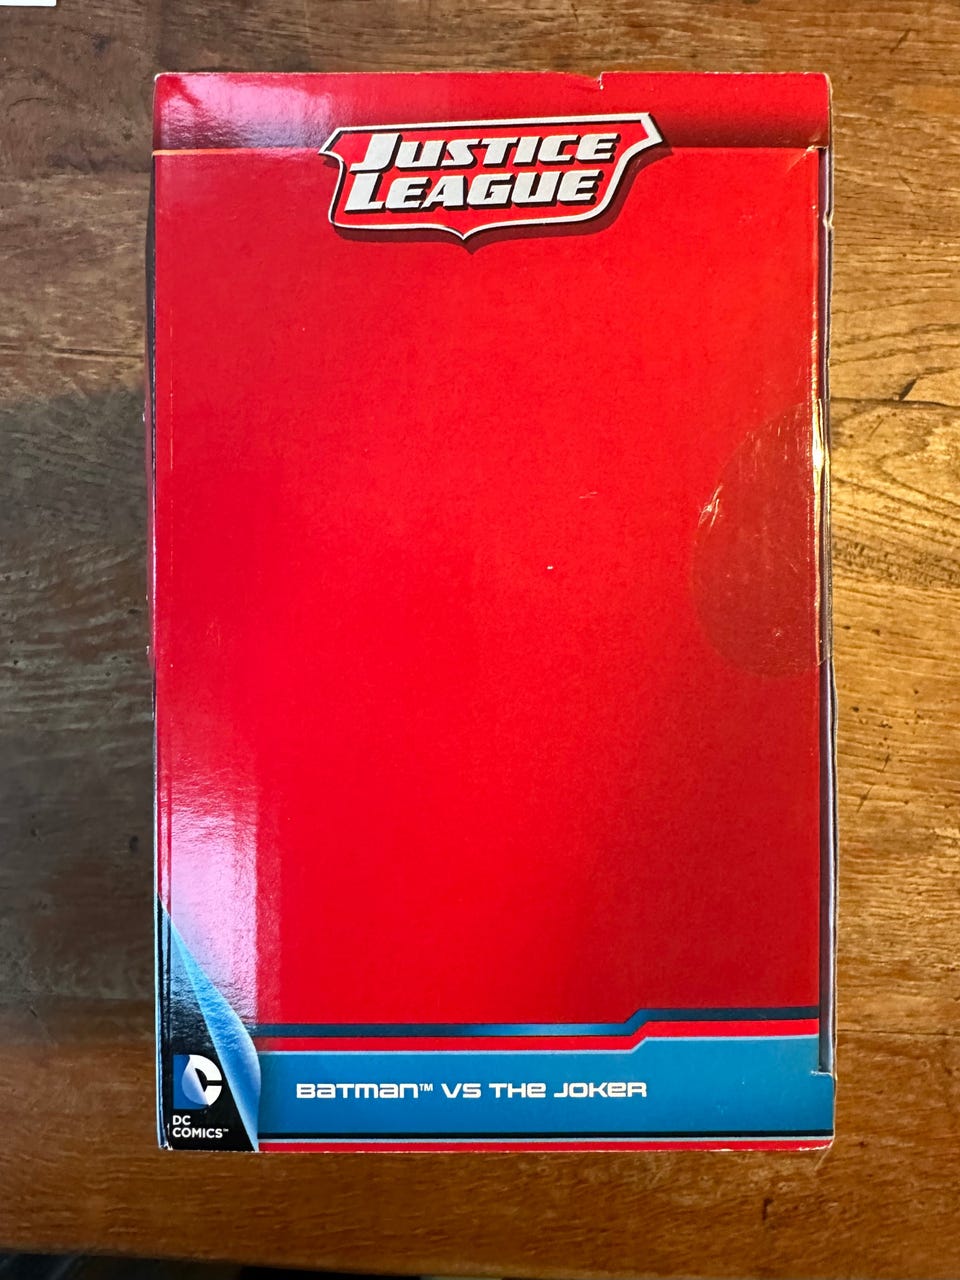 JUSTICE
LEAGUE
BATMAN™ VS THE JOKER
DC
COMICS™